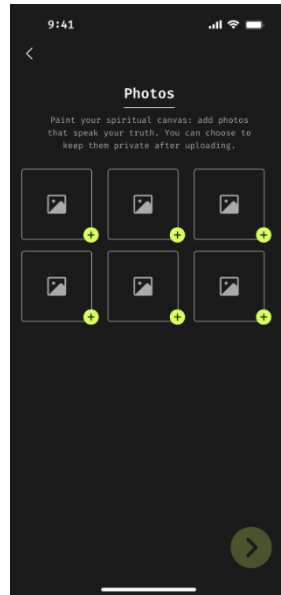 9:41
Photos
Paint your spiritual canvas: add photos
that speak your truth. You can choose to
keep them private after uploading.